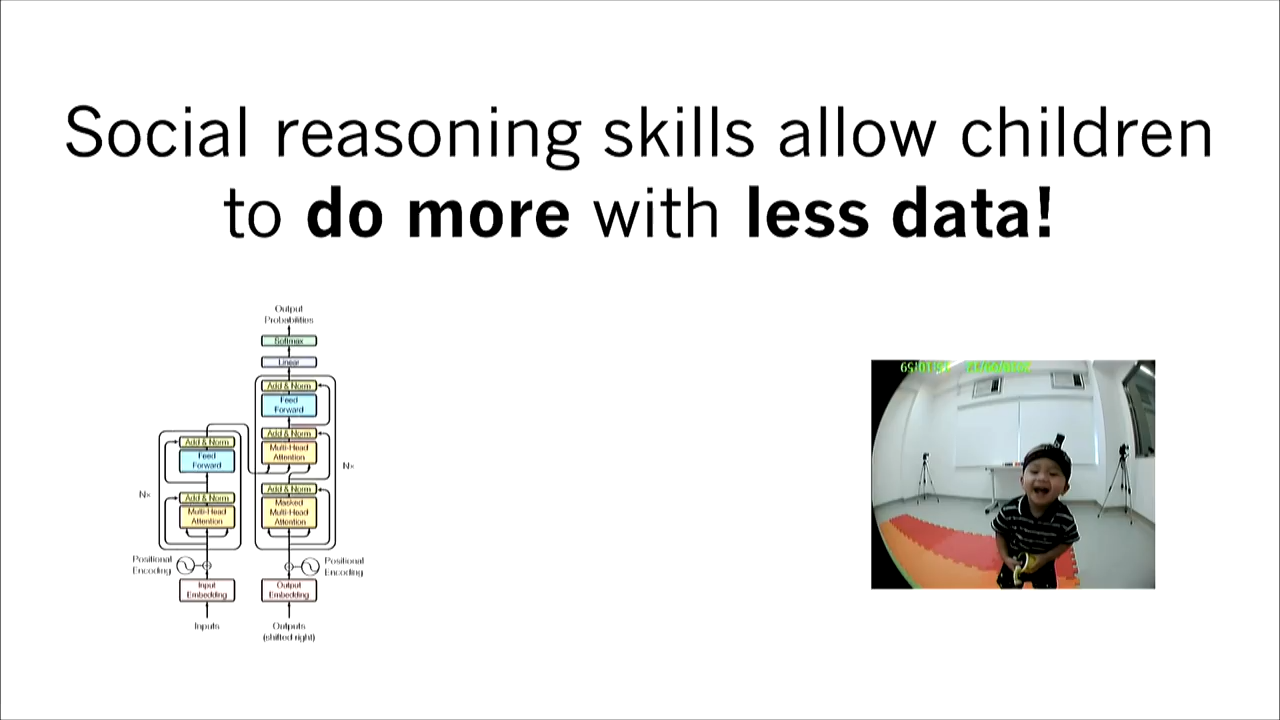 Social reasoning skills allow children
to do more with less data!
Output
Probabilities
Softmax
Linear
Add & Norm
Feed
Forward
Add & Norm
Multi-Head
Attention
Add & Norm
Masked
Multi-Head
Attention
Nx
Add & Norm
Feed
Forward
Add & Norm
Multi-Head
Attention
Nx
Positional
Encoding
Positional
Encoding
Input
Embedding
Output
Embedding
Inputs
Outputs
(shifted right)